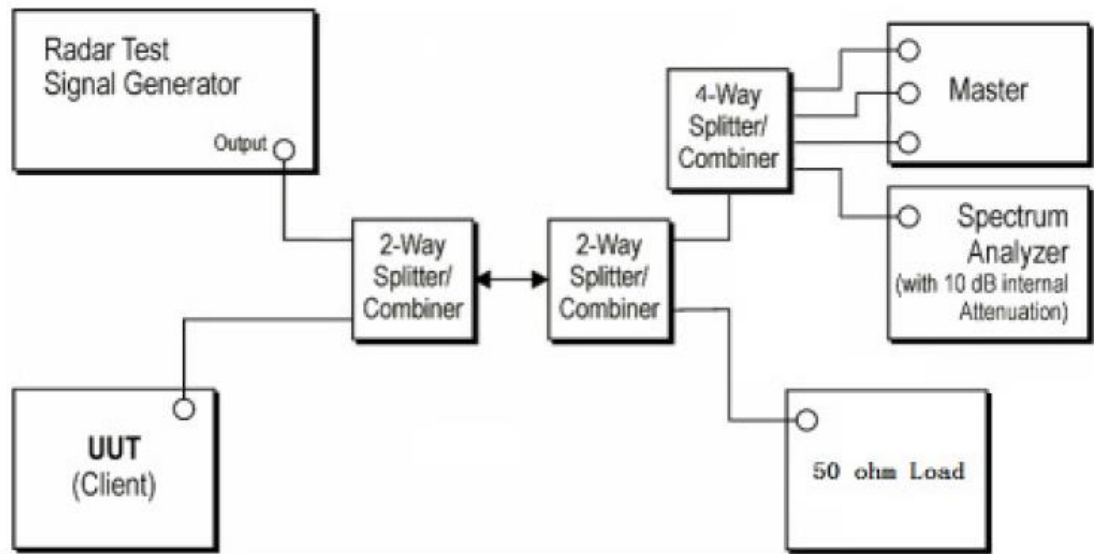 Radar Test
Signal Generator
Output
4-Way
Splitter/
Combiner
Master
2-Way
Splitter/
Combiner
2-Way
Splitter/
Combiner
Spectrum
Analyzer
(with 10 dB internal
Attenuation)
UUT
(Client)
50 ohm Load